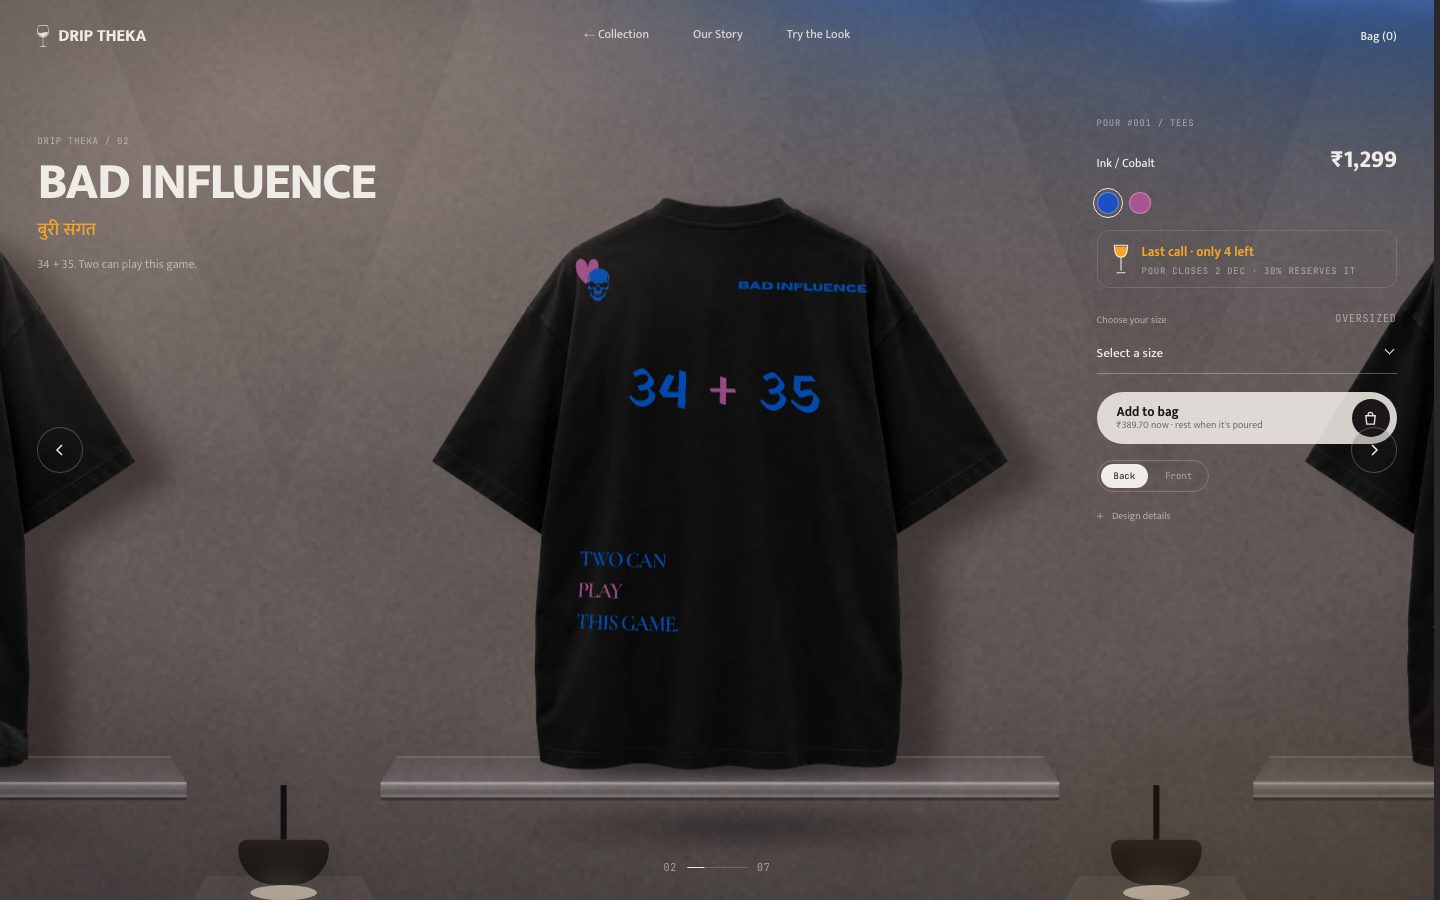 DRIP THEKA
← Collection
Our Story
Try the Look
Bag (0)
DRIP THEKA / 02
BAD INFLUENCE
बुरी संगत
34 + 35. Two can play this game.
POUR #001 / TEES
Ink / Cobalt
₹1,299
Last call · only 4 left
POUR CLOSES 2 DEC · 30% RESERVES IT
Choose your size
OVERSIZED
Select a size
Add to bag
₹389.70 now · rest when it's poured
Back
Front
+ Design details
BAD INFLUENCE
34 + 35
TWO CAN
PLAY
THIS GAME.
02
07